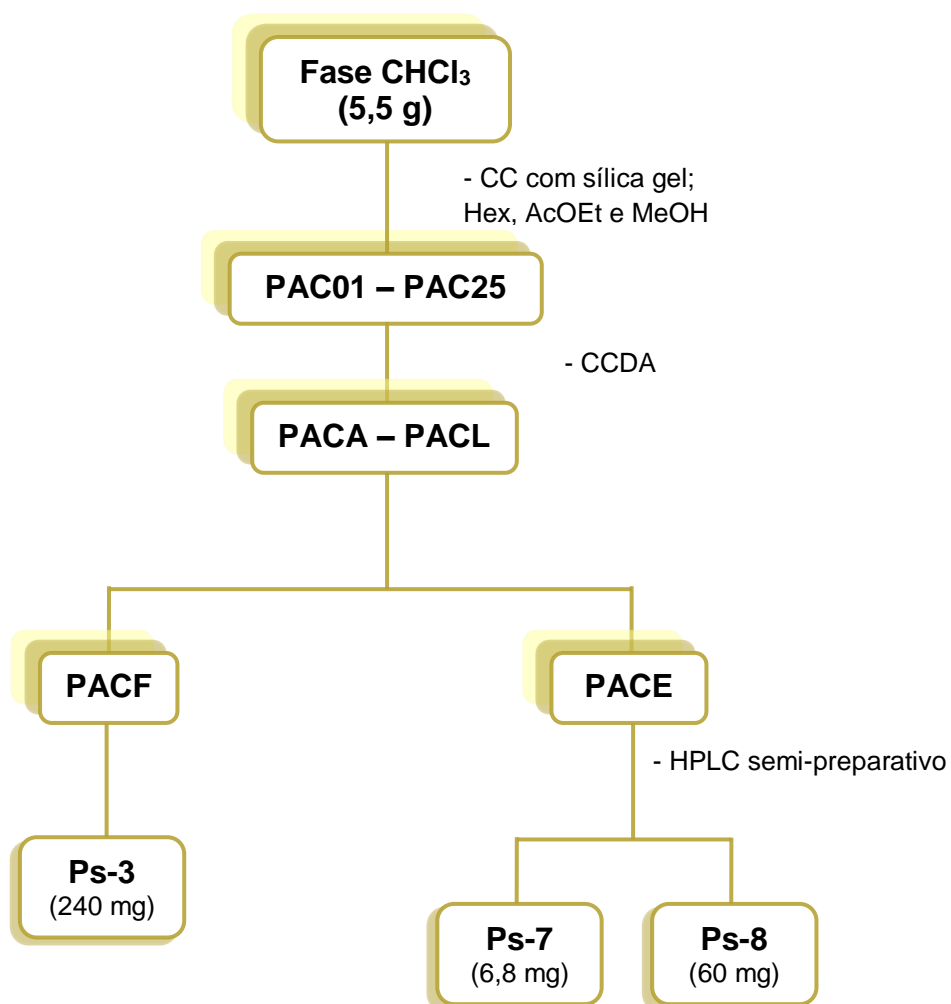 Fase CHCl₃
(5,5 g)
- CC com sílica gel;
Hex, AcOEt e MeOH
PAC01 – PAC25
- CCDA
PACA – PACL
PACF
PACE
- HPLC semi-preparativo
Ps-3
(240 mg)
Ps-7
(6,8 mg)
Ps-8
(60 mg)